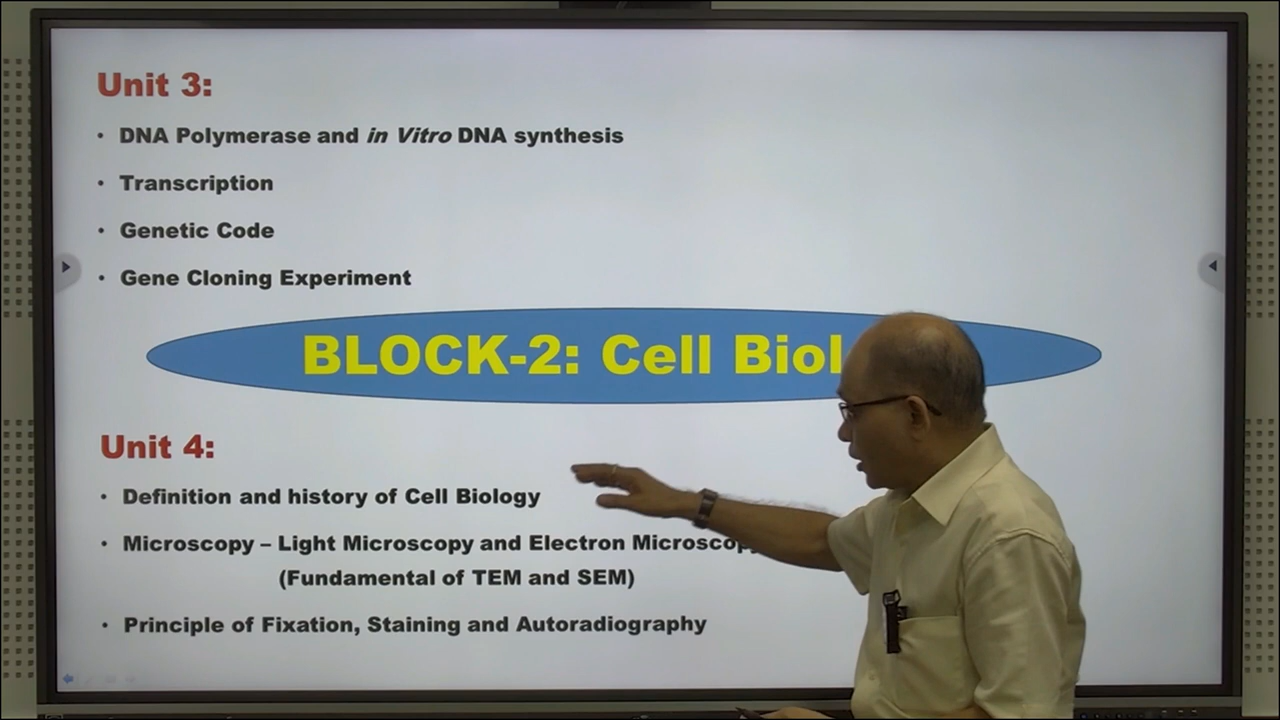 Unit 3:
• DNA Polymerase and in Vitro DNA synthesis
• Transcription
• Genetic Code
• Gene Cloning Experiment
BLOCK-2: Cell Biol
Unit 4:
• Definition and history of Cell Biology
• Microscopy – Light Microscopy and Electron Microscop
(Fundamental of TEM and SEM)
• Principle of Fixation, Staining and Autoradiography